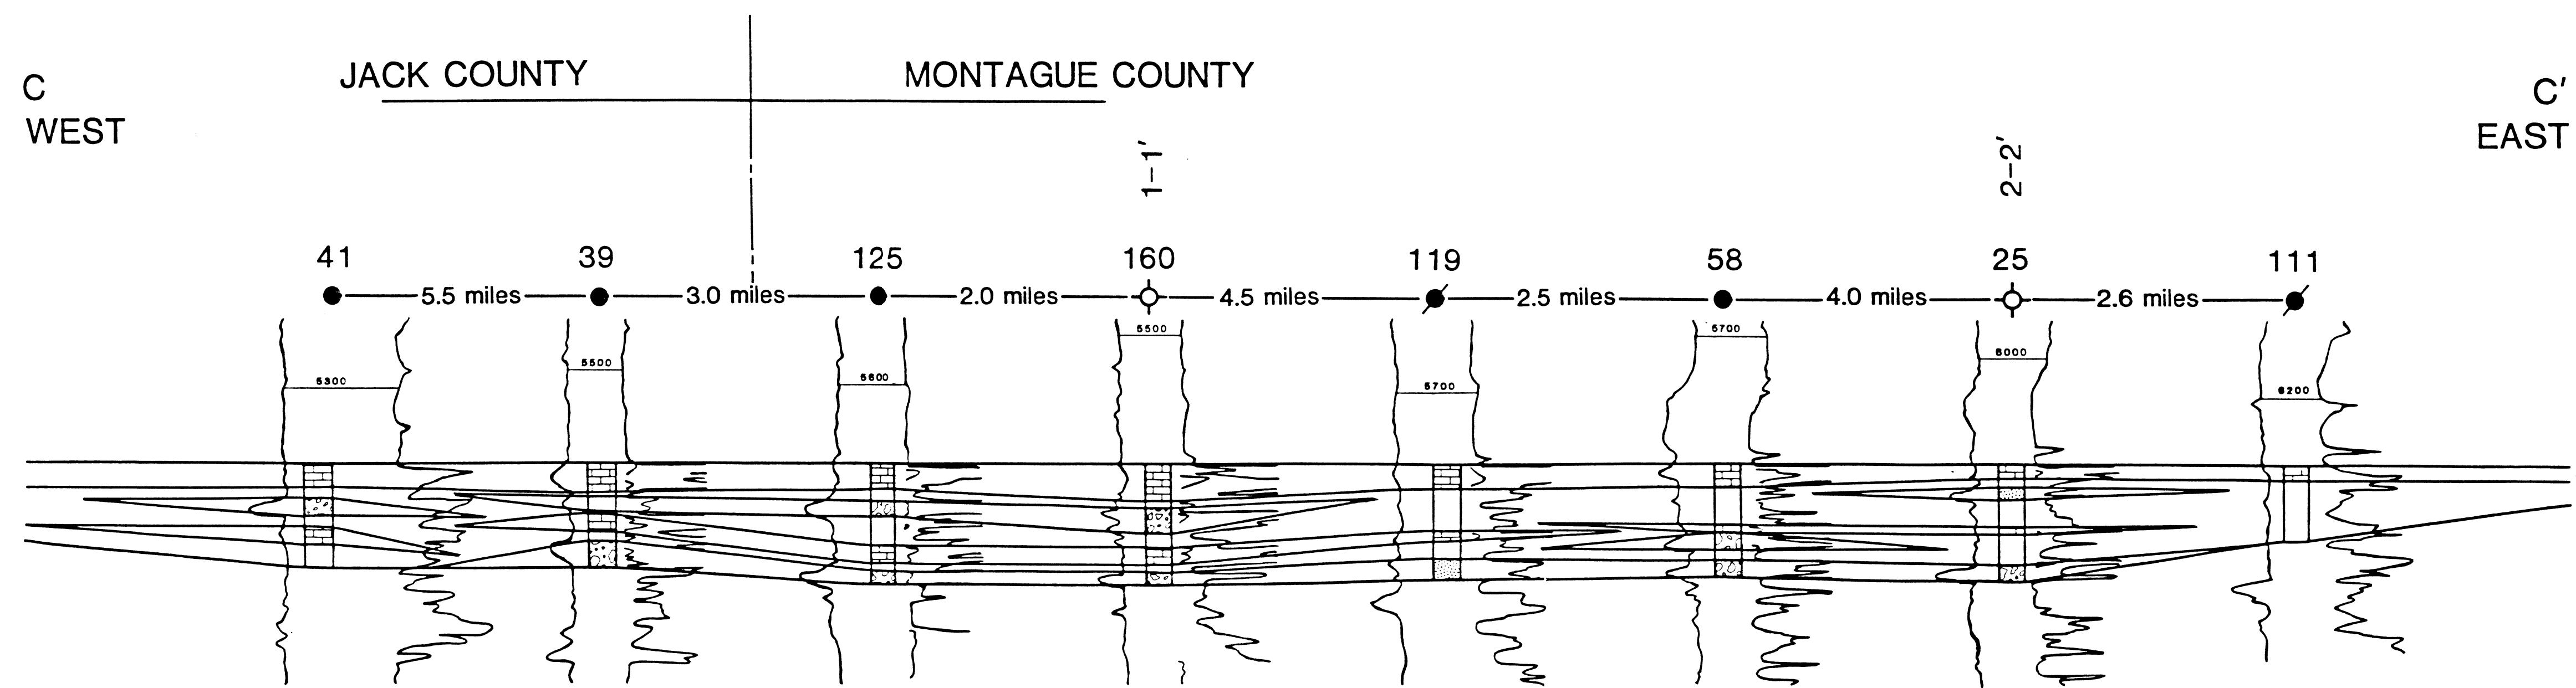 JACK COUNTY MONTAGUE COUNTY
C C'
WEST EAST
1-1' 2-2'
41 39 125 160 119 58 25 111
5.5 miles 3.0 miles 2.0 miles 4.5 miles 2.5 miles 4.0 miles 2.6 miles
5500 5700
6000
5500
5300 5600
5700 6200